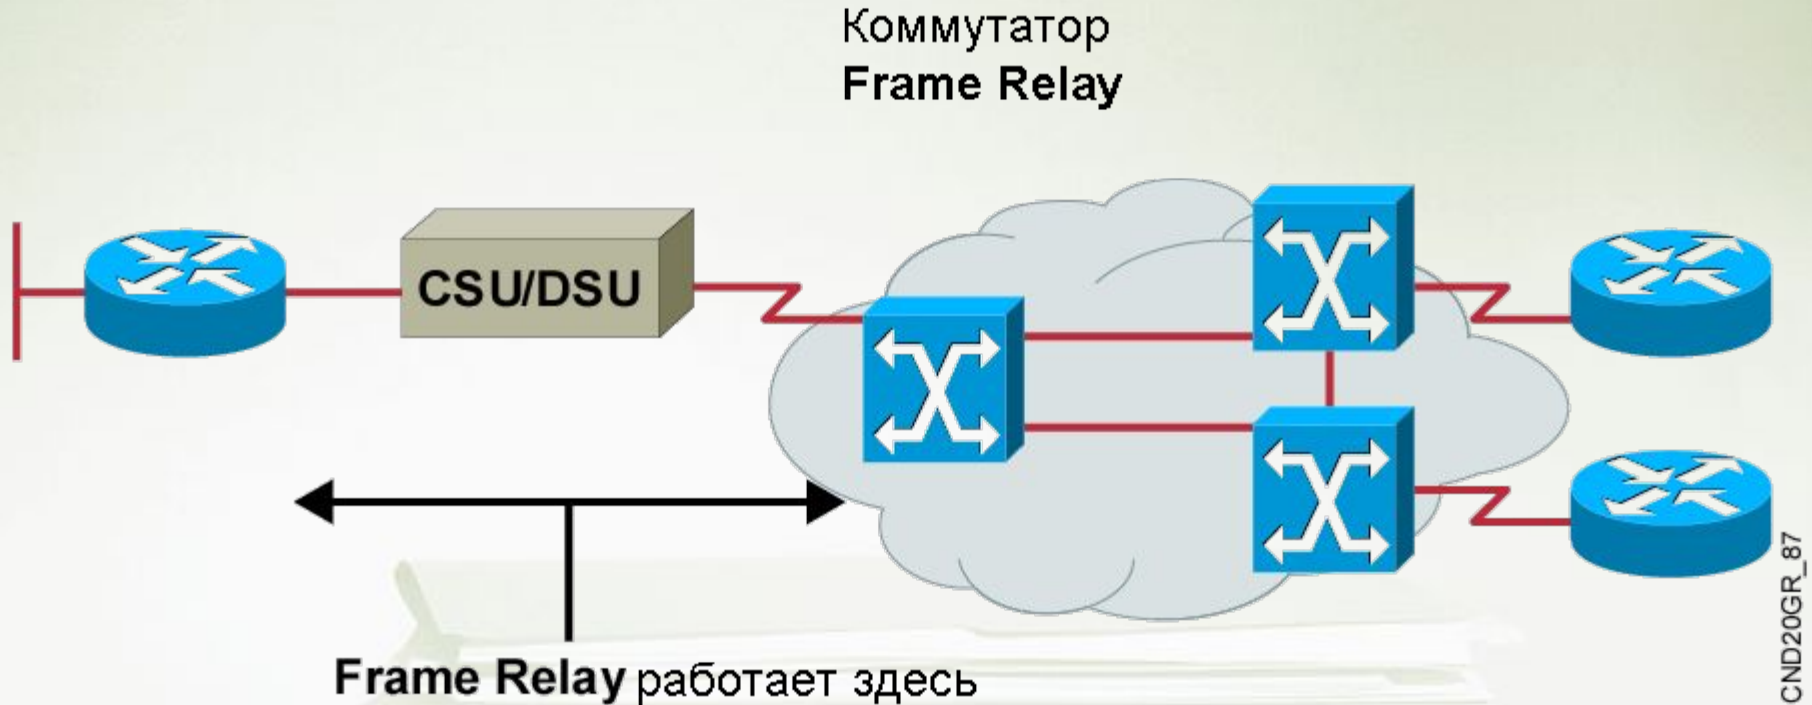 Коммутатор
Frame Relay
CSU/DSU
Frame Relay работает здесь
CND20GR_87